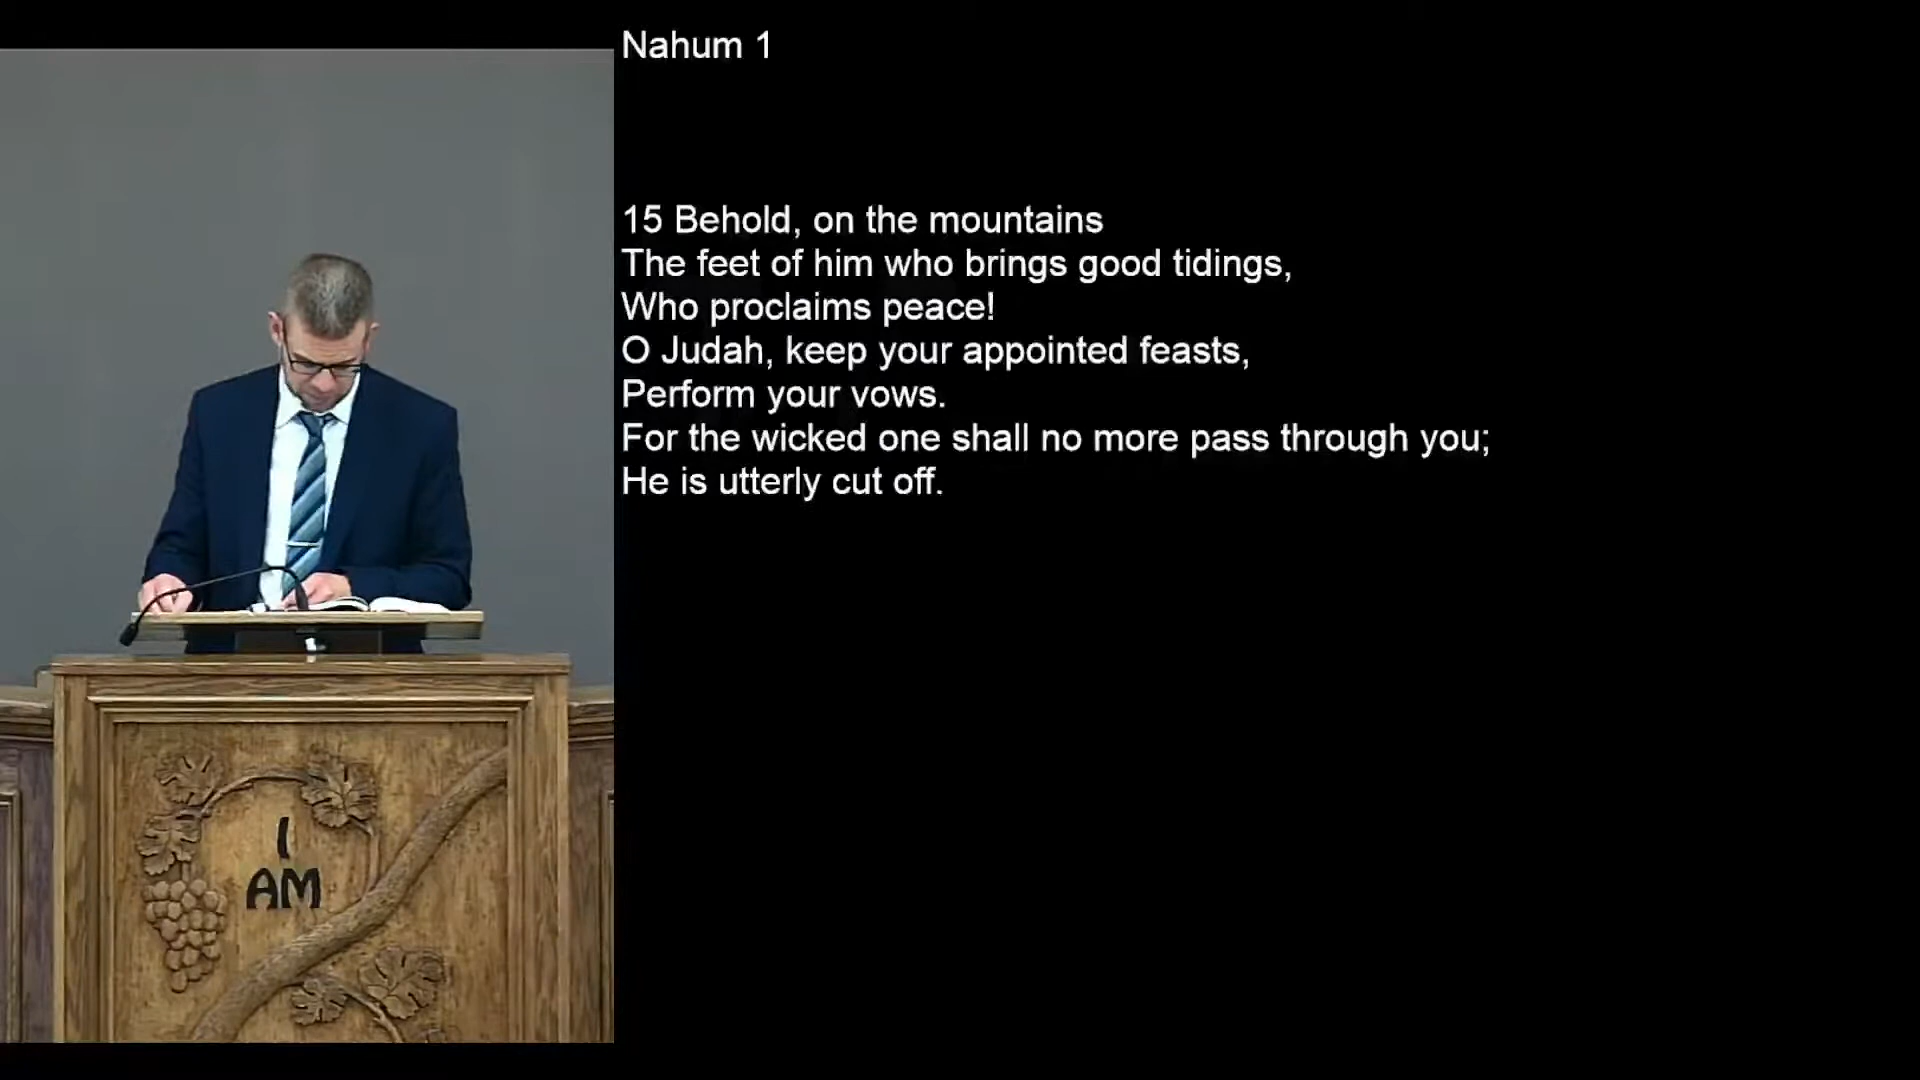 Nahum 1
15 Behold, on the mountains
The feet of him who brings good tidings,
Who proclaims peace!
O Judah, keep your appointed feasts,
Perform your vows.
For the wicked one shall no more pass through you;
He is utterly cut off.
I
AM